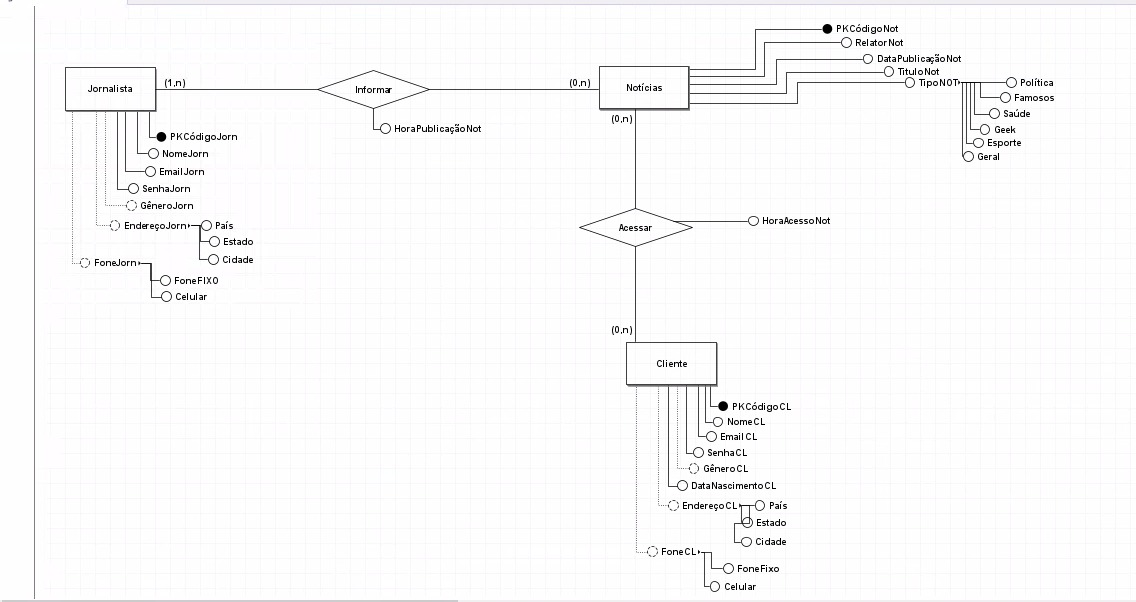 Jornalista
(1,n)
Informar
(0,n)
Notícias
HoraPublicaçãoNot
PKCódigoNot
RelatorNot
DataPublicaçãoNot
TituloNot
TipoNOT
Política
Famosos
Saúde
Geek
Esporte
Geral
PKCódigoJorn
NomeJorn
EmailJorn
SenhaJorn
GêneroJorn
EndereçoJorn
País
Estado
Cidade
FoneJorn
FoneFIXO
Celular
(0,n)
Acessar
HoraAcessoNot
(0,n)
Cliente
PKCódigoCL
NomeCL
EmailCL
SenhaCL
GêneroCL
DataNascimentoCL
EndereçoCL
País
Estado
Cidade
FoneCL
FoneFixo
Celular